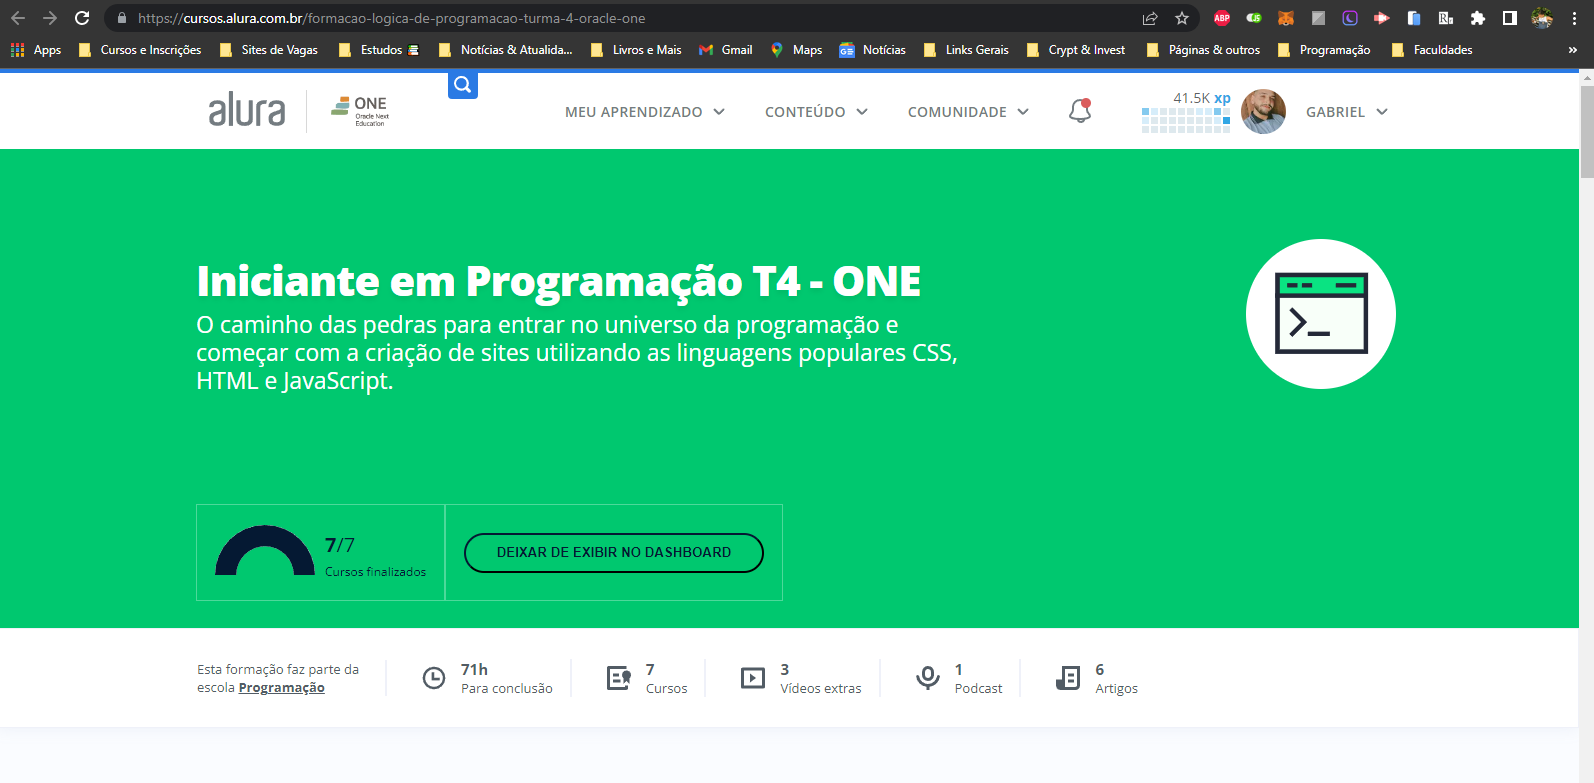 https://cursos.alura.com.br/formacao-logica-de-programacao-turma-4-oracle-one
ABP
Apps Cursos e Inscrições Sites de Vagas Estudos Notícias & Atualida... Livros e Mais Gmail Maps Notícias Links Gerais Crypt & Invest Páginas & outros Programação Faculdades »
alura
ONE
Oracle Next
Education
MEU APRENDIZADO CONTEÚDO COMUNIDADE
41.5K xp
GABRIEL
Iniciante em Programação T4 - ONE
O caminho das pedras para entrar no universo da programação e
começar com a criação de sites utilizando as linguagens populares CSS,
HTML e JavaScript.
7/7
Cursos finalizados
DEIXAR DE EXIBIR NO DASHBOARD
Esta formação faz parte da
escola Programação
71h
Para conclusão
7
Cursos
3
Vídeos extras
1
Podcast
6
Artigos